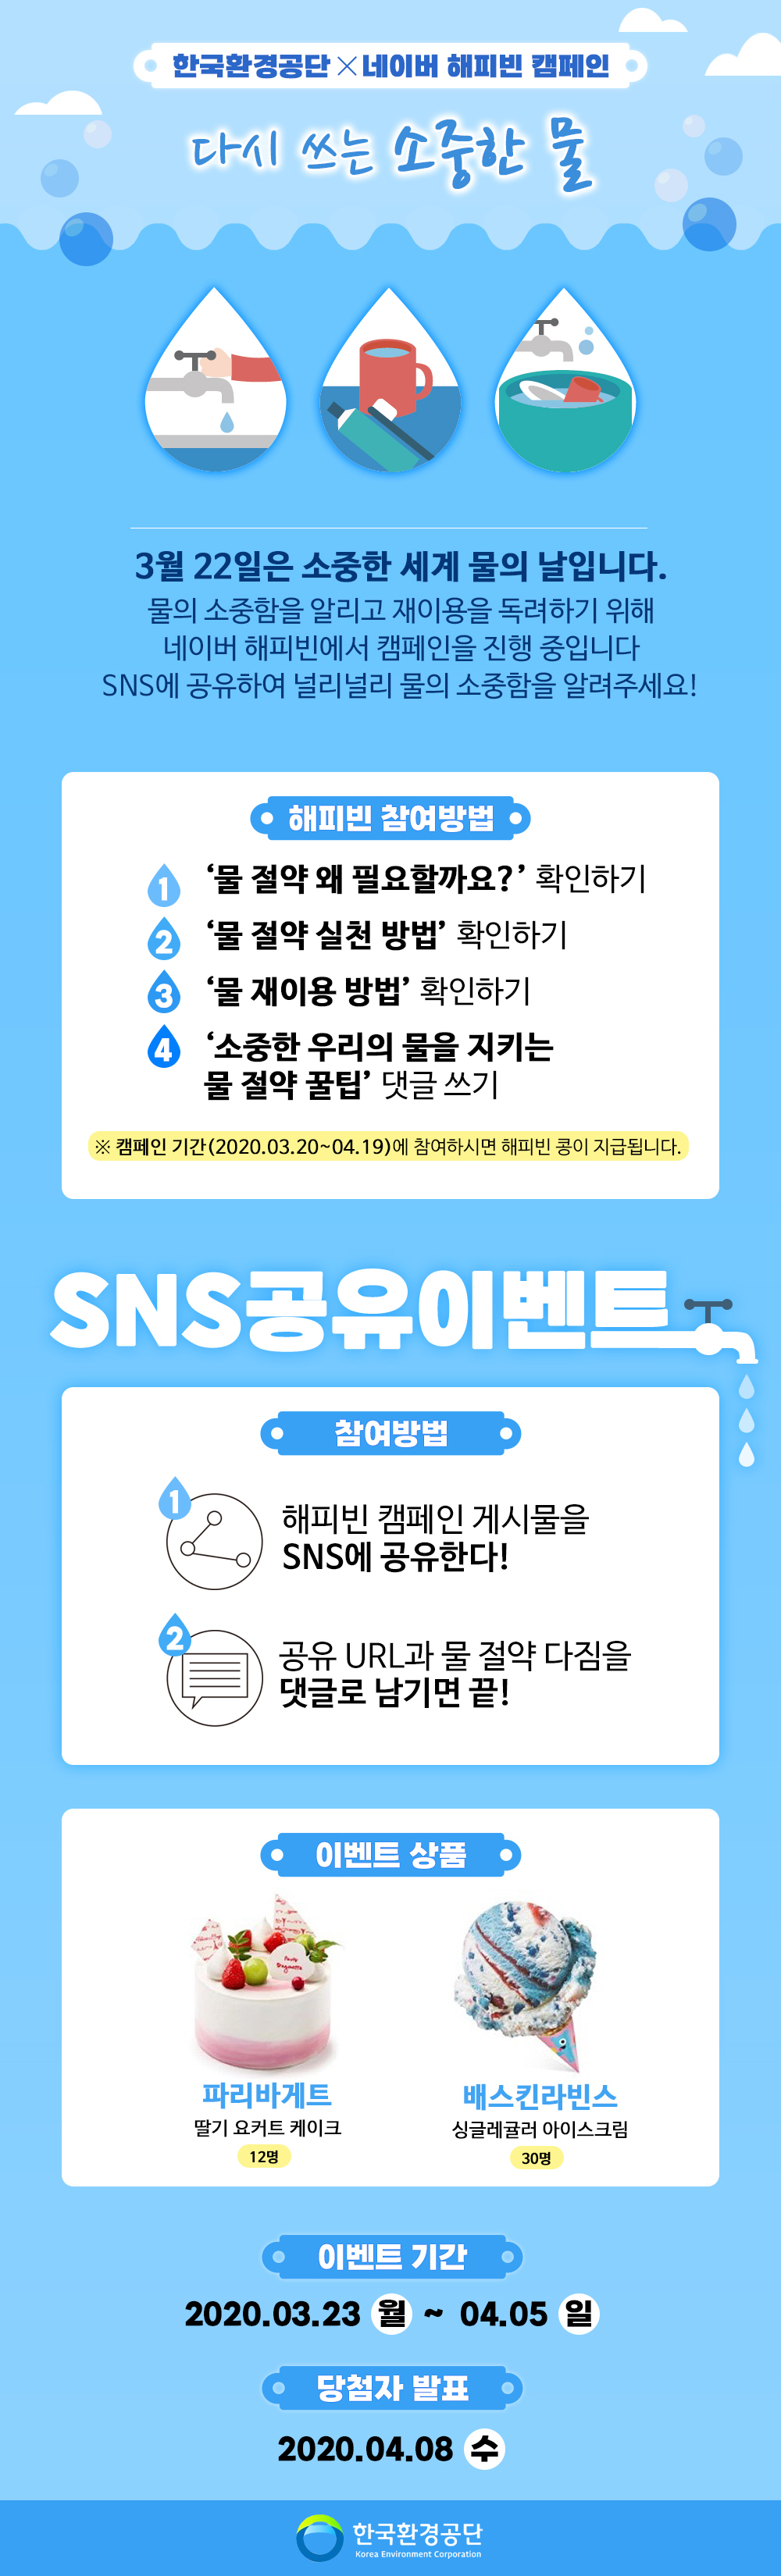 한국환경공단×네이버 해피빈 캠페인
다시 쓰는 소중한 물
3월 22일은 소중한 세계 물의 날입니다.
물의 소중함을 알리고 재이용을 독려하기 위해
네이버 해피빈에서 캠페인을 진행 중입니다
SNS에 공유하여 널리널리 물의 소중함을 알려주세요!
해피빈 참여방법
1 ‘물 절약 왜 필요할까요?’ 확인하기
2 ‘물 절약 실천 방법’ 확인하기
3 ‘물 재이용 방법’ 확인하기
4 ‘소중한 우리의 물을 지키는
물 절약 꿀팁’ 댓글 쓰기
※ 캠페인 기간(2020.03.20~04.19)에 참여하시면 해피빈 콩이 지급됩니다.
SNS공유이벤트
참여방법
1
해피빈 캠페인 게시물을
SNS에 공유한다!
2
공유 URL과 물 절약 다짐을
댓글로 남기면 끝!
이벤트 상품
파리바게트
딸기 요커트 케이크
12명
배스킨라빈스
싱글레귤러 아이스크림
30명
이벤트 기간
2020.03.23 월 ~ 04.05 일
당첨자 발표
2020.04.08 수
한국환경공단
Korea Environment Corporation